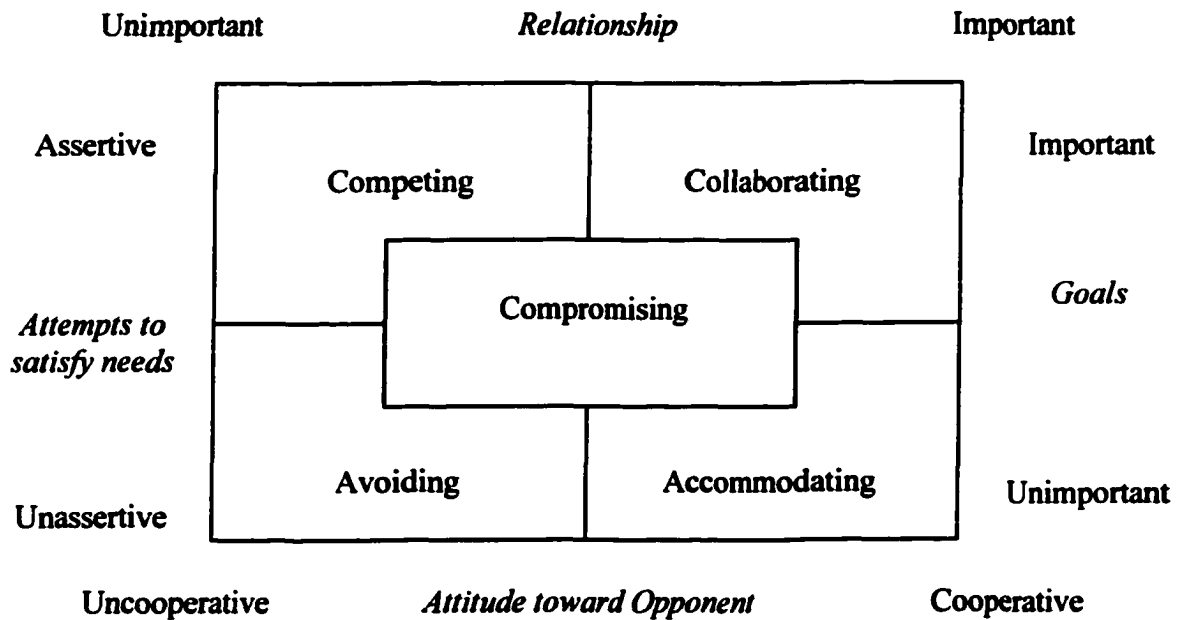 Unimportant Relationship Important
Assertive Important
Competing Collaborating
Goals
Compromising
Attempts to
satisfy needs
Avoiding Accommodating
Unimportant
Unassertive
Uncooperative Attitude toward Opponent Cooperative